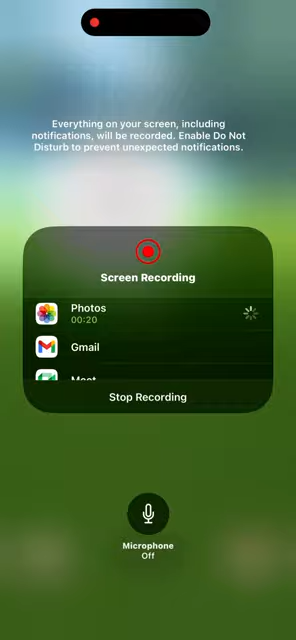 Everything on your screen, including
notifications, will be recorded. Enable Do Not
Disturb to prevent unexpected notifications.
Screen Recording
Photos
00:20
Gmail
Meet
Stop Recording
Microphone
Off